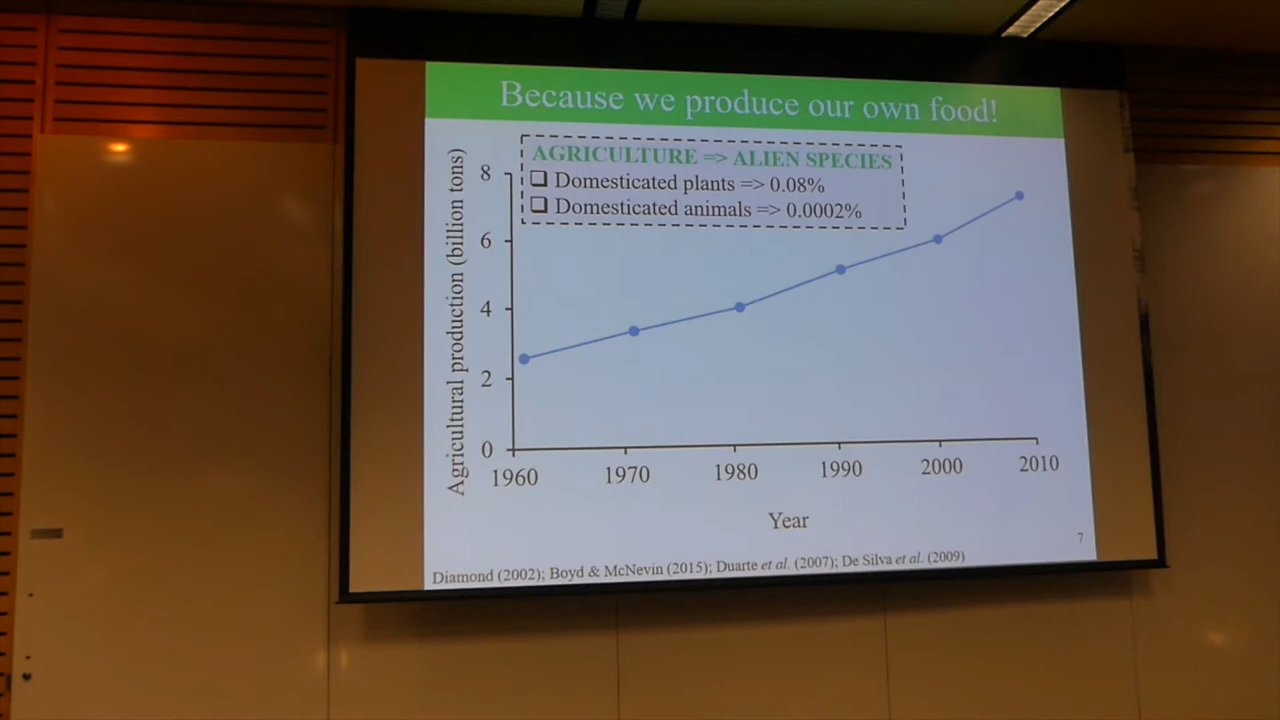 Because we produce our own food!
AGRICULTURE => ALIEN SPECIES
❑ Domesticated plants => 0.08%
❑ Domesticated animals => 0.0002%
Agricultural production (billion tons)
8
6
4
2
0
1960 1970 1980 1990 2000 2010
Year
7
Diamond (2002); Boyd & McNevin (2015); Duarte et al. (2007); De Silva et al. (2009)